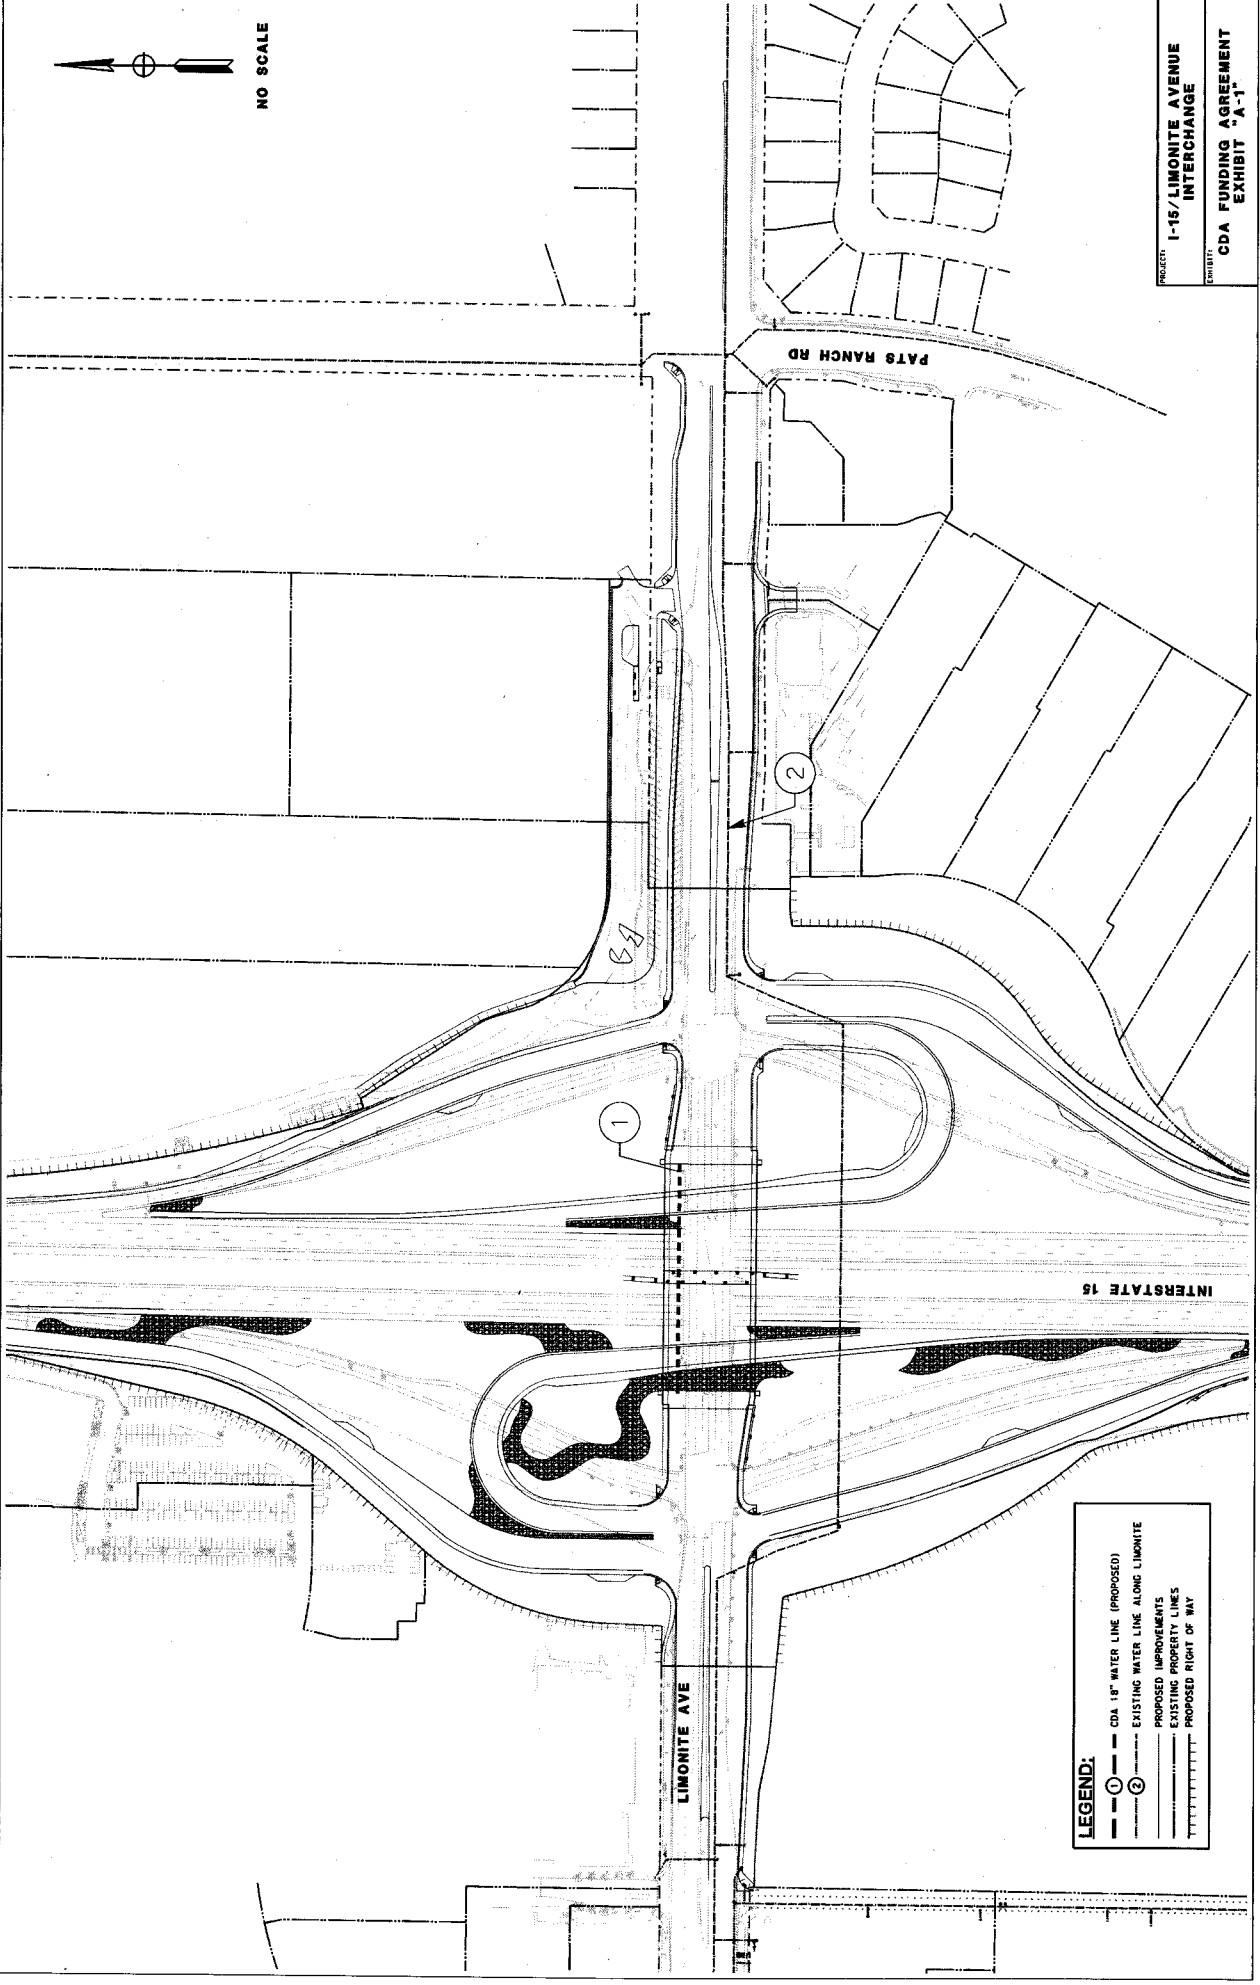 NO SCALE
PROJECT:
I-15/LIMONITE AVENUE
INTERCHANGE
EXHIBIT:
CDA FUNDING AGREEMENT
EXHIBIT "A-1"
PATS RANCH RD
2
1
INTERSTATE 15
LIMONITE AVE
LEGEND:
1 CDA 18" WATER LINE (PROPOSED)
2 EXISTING WATER LINE ALONG LIMONITE
PROPOSED IMPROVEMENTS
EXISTING PROPERTY LINES
PROPOSED RIGHT OF WAY